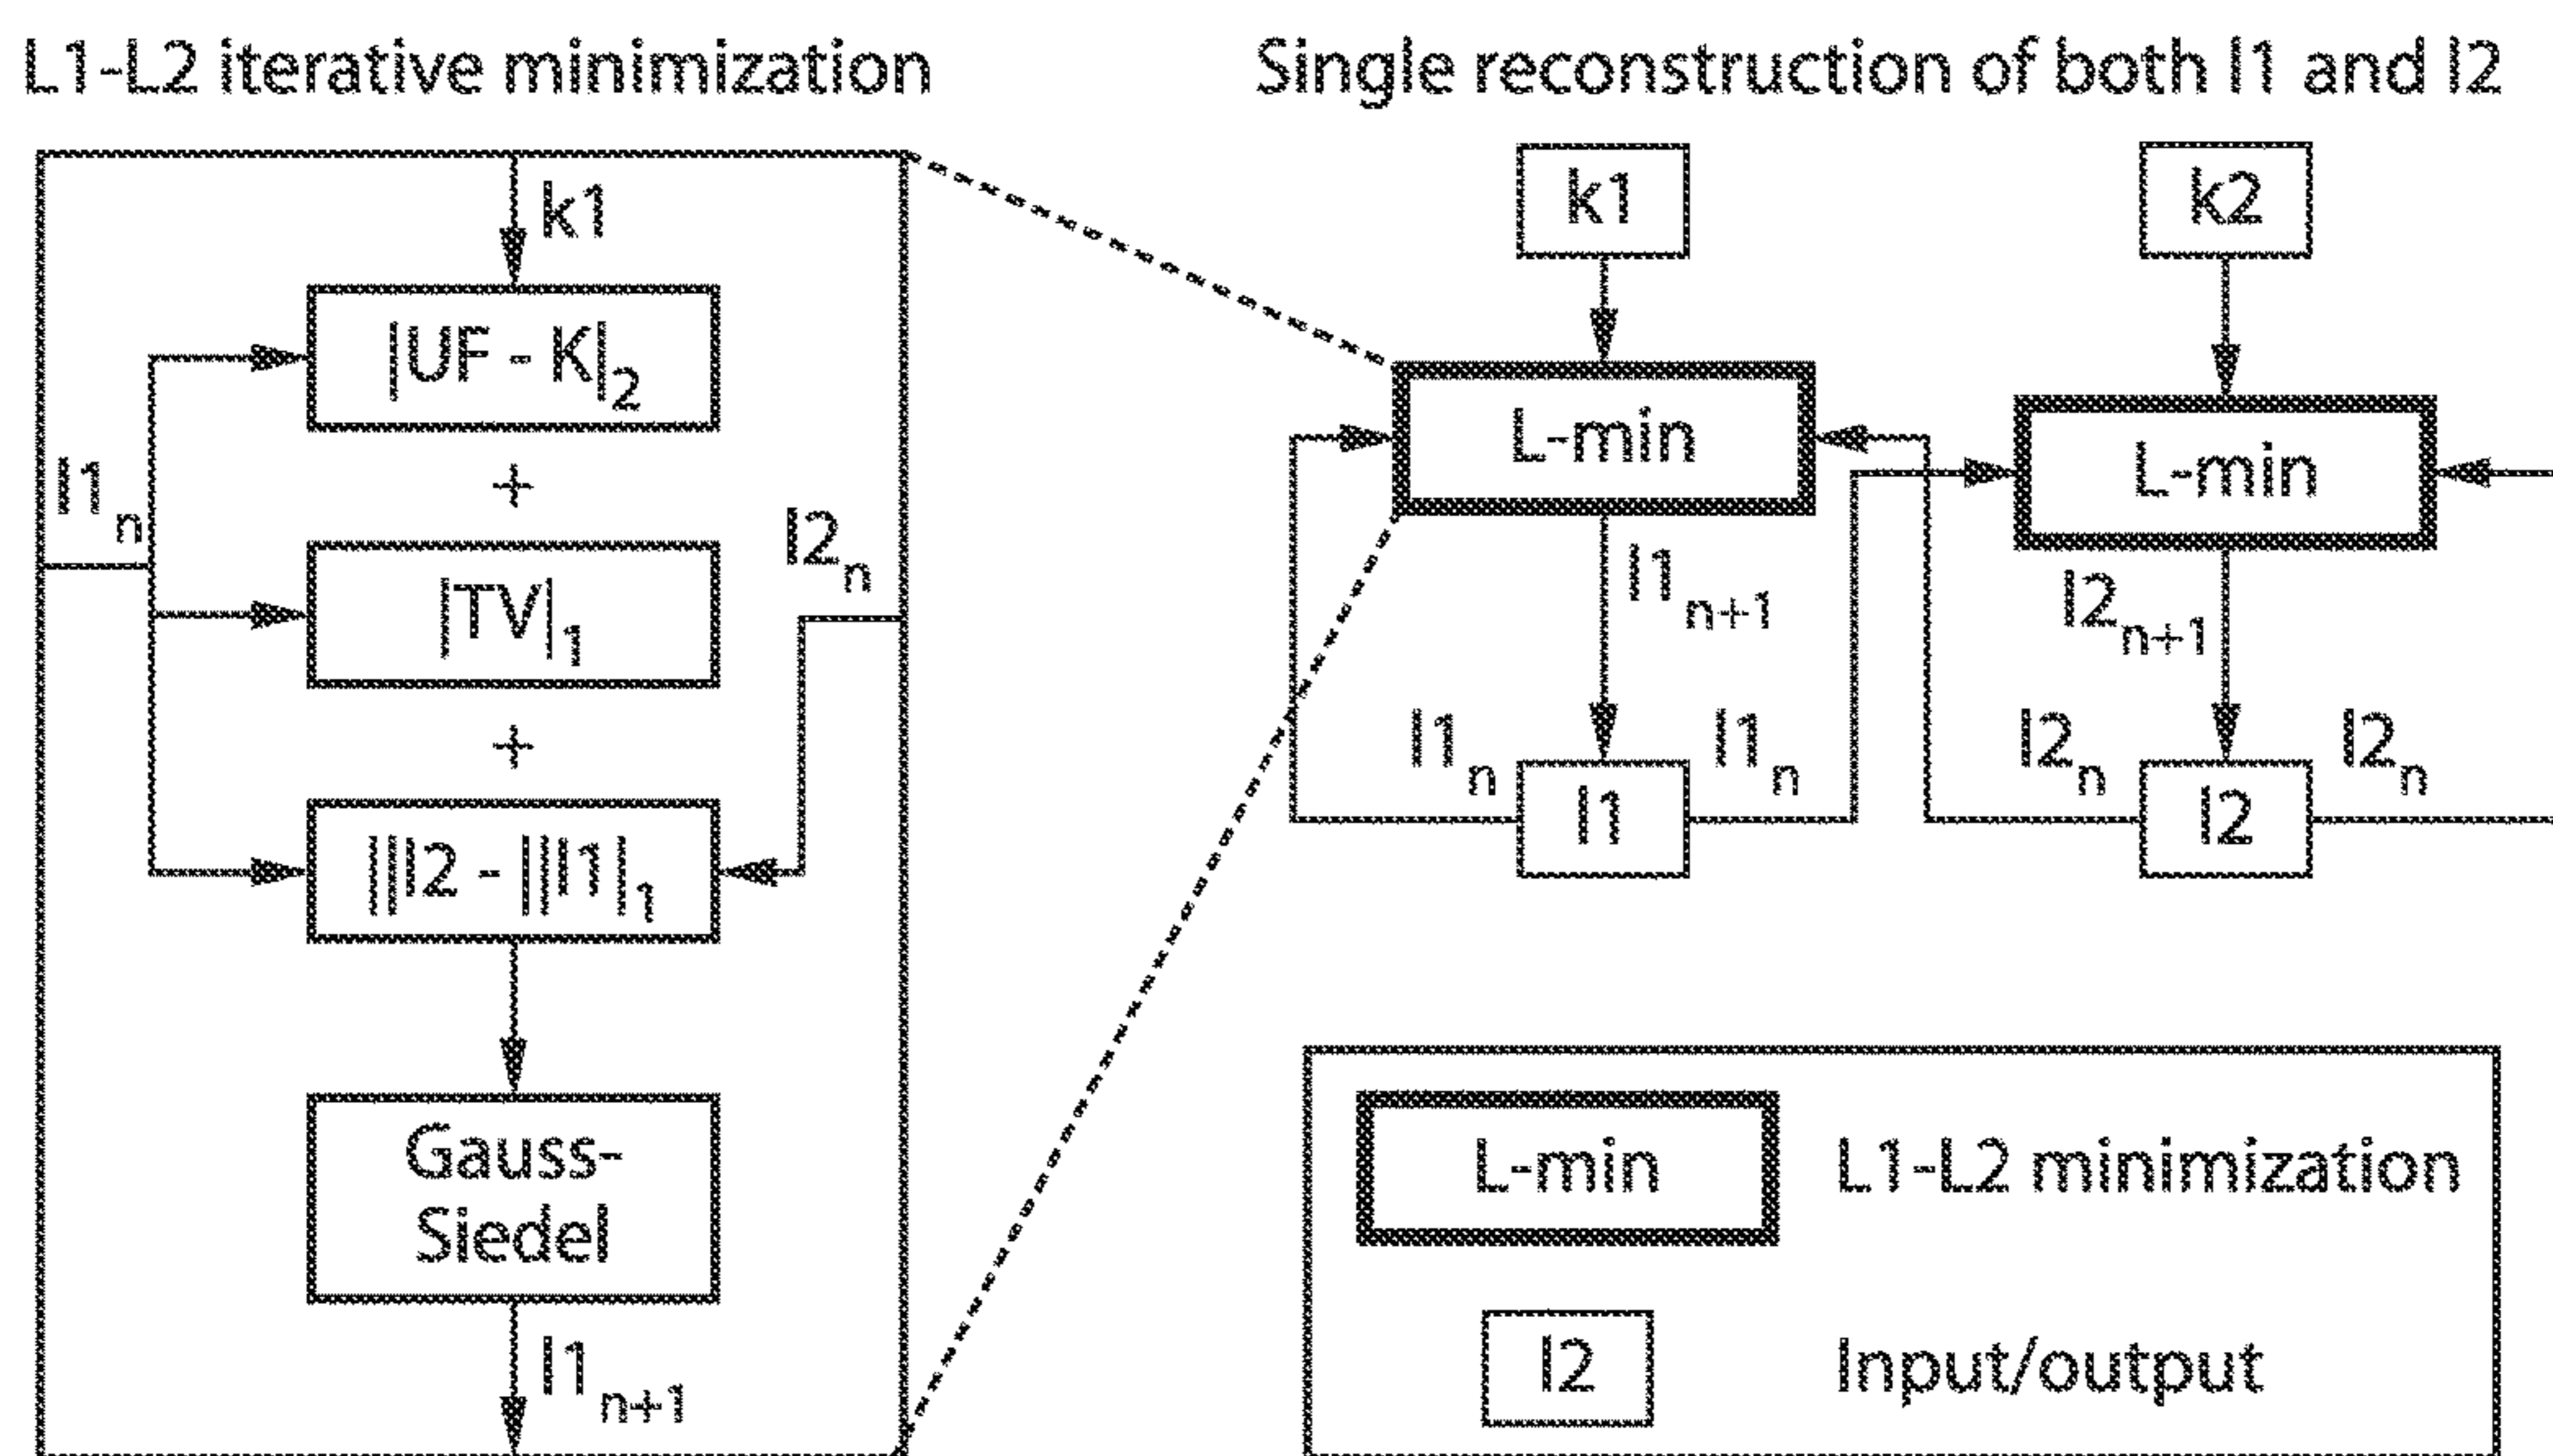 L1-L2 iterative minimization
k1
|UF - K|₂
+
I1ₙ
|TV|₁
I2ₙ
+
|||I2 - |||I1||₁
Gauss-
Siedel
I1ₙ₊₁
Single reconstruction of both I1 and I2
k1
k2
L-min
L-min
I1ₙ₊₁
I2ₙ₊₁
I1ₙ
I1ₙ
I2ₙ
I2ₙ
I1
I2
L-min
L1-L2 minimization
I2
Input/output